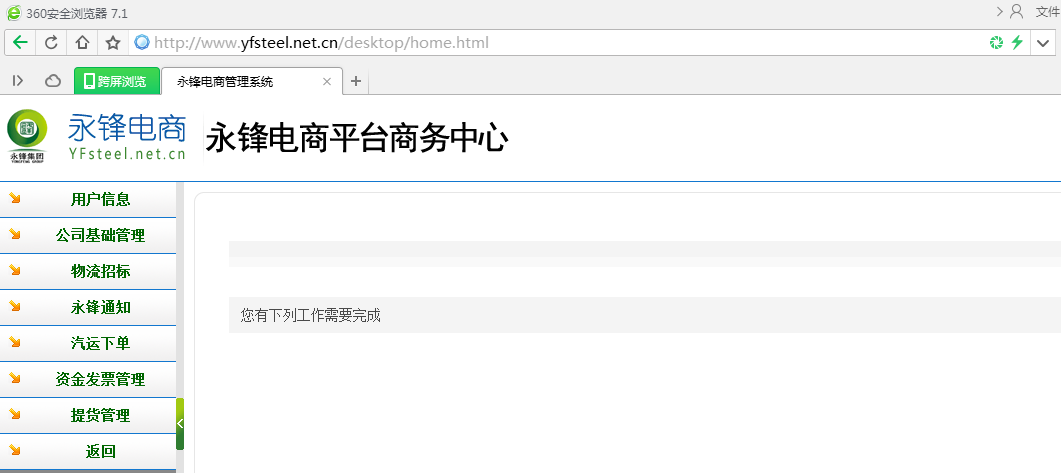 360安全浏览器 7.1
文件
http://www.yfsteel.net.cn/desktop/home.html
跨屏浏览
永锋电商管理系统
永锋集团
YONGFENG GROUP
永锋电商
YFsteel.net.cn
永锋电商平台商务中心
用户信息
公司基础管理
物流招标
永锋通知
汽运下单
资金发票管理
提货管理
返回
您有下列工作需要完成